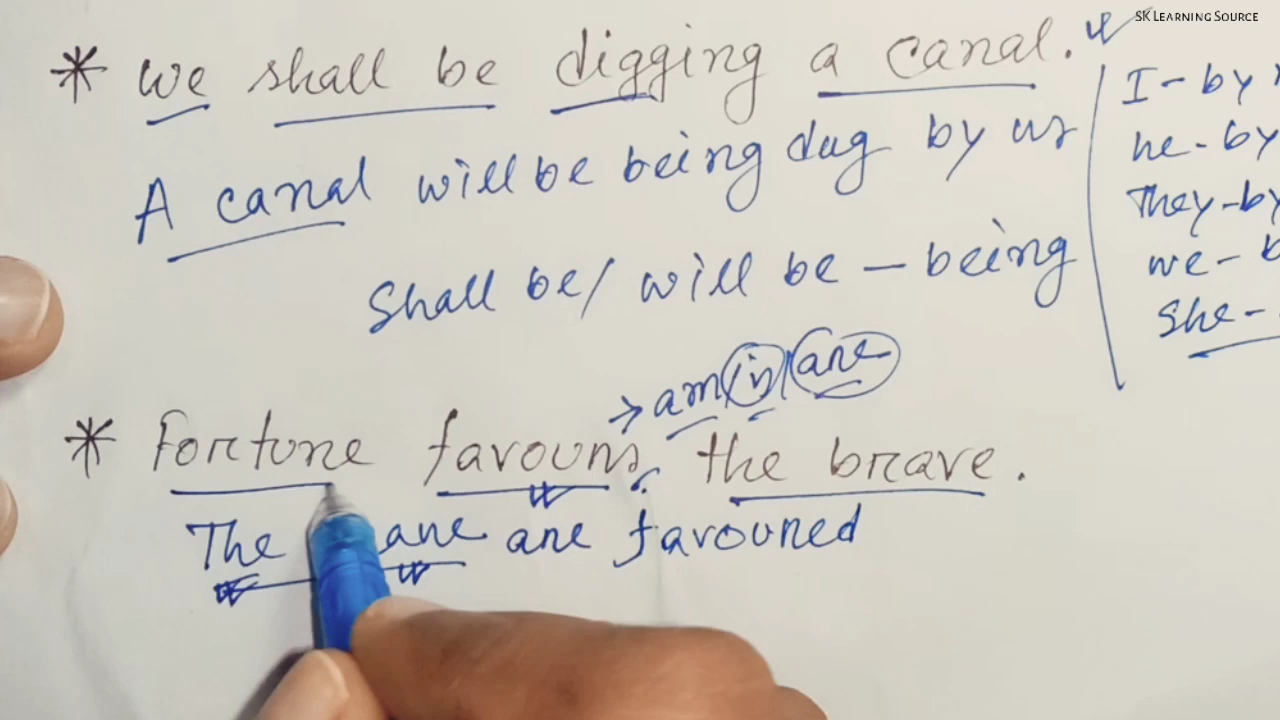 SK LEARNING SOURCE
* We shall be digging a canal.
A canal will be being dug by us
Shall be/ will be – being
I - by
he - by
They - by
we -
She -
→ am/is/are
* Fortune favours the brave.
The are favoured